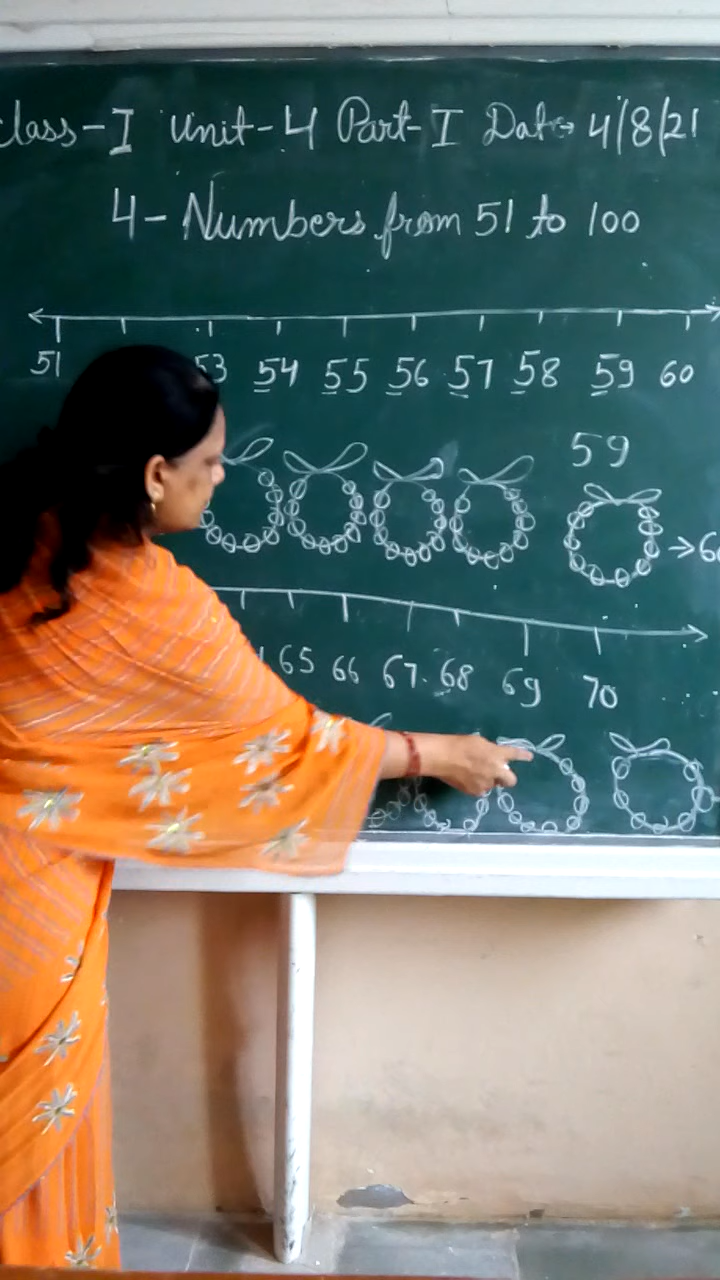 Class-I Unit-4 Part-I Date→ 4/8/21
4- Numbers from 51 to 100
51 53 54 55 56 57 58 59 60
59
→6
65 66 67 68 69 70